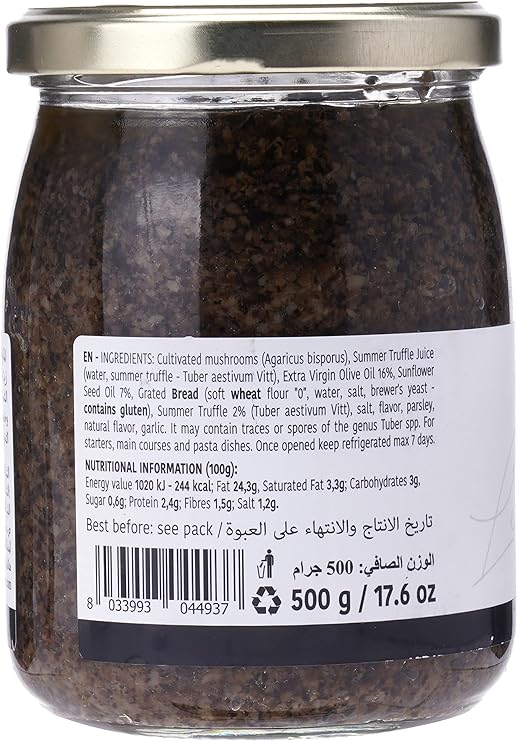 EN - INGREDIENTS: Cultivated mushrooms (Agaricus bisporus), Summer Truffle Juice
(water, summer truffle - Tuber aestivum Vitt), Extra Virgin Olive Oil 16%, Sunflower
Seed Oil 7%, Grated Bread (soft wheat flour "0", water, salt, brewer's yeast -
contains gluten), Summer Truffle 2% (Tuber aestivum Vitt), salt, flavor, parsley,
natural flavor, garlic. It may contain traces or spores of the genus Tuber spp. For
starters, main courses and pasta dishes. Once opened keep refrigerated max 7 days.
NUTRITIONAL INFORMATION (100g):
Energy value 1020 kJ - 244 kcal; Fat 24,3g, Saturated Fat 3,3g; Carbohydrates 3g,
Sugar 0,6g; Protein 2,4g; Fibres 1,5g; Salt 1,2g.
Best before: see pack / تاريخ الانتاج والانتهاء على العبوة
الوزن الصافي: 500 جرام
500 g / 17.6 oz
8 033993 044937